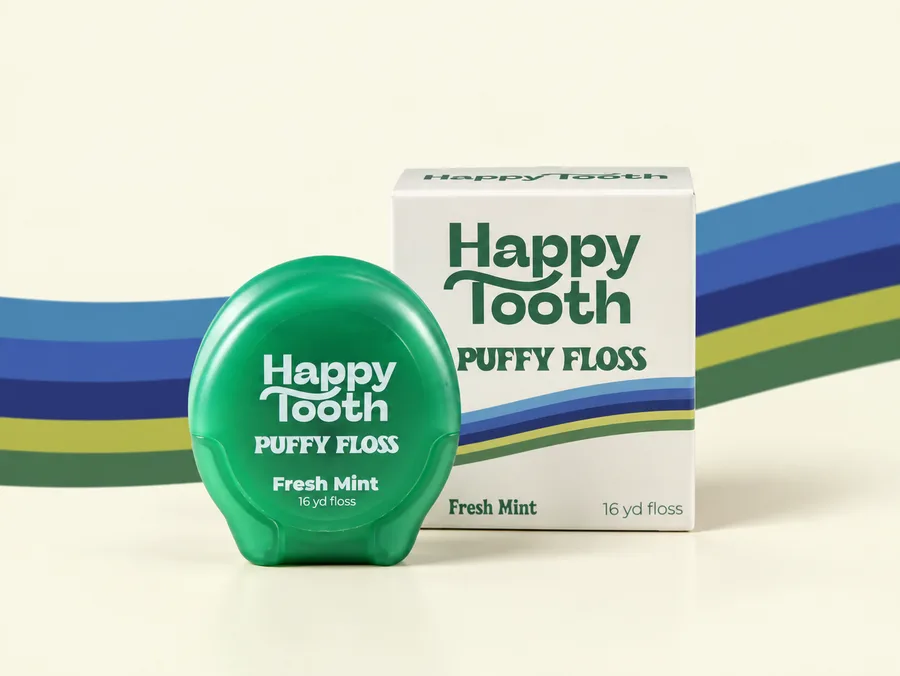 Happy Tooth
Happy
Tooth
PUFFY FLOSS
Fresh Mint
16 yd floss
Happy
Tooth
PUFFY FLOSS
Fresh Mint
16 yd floss